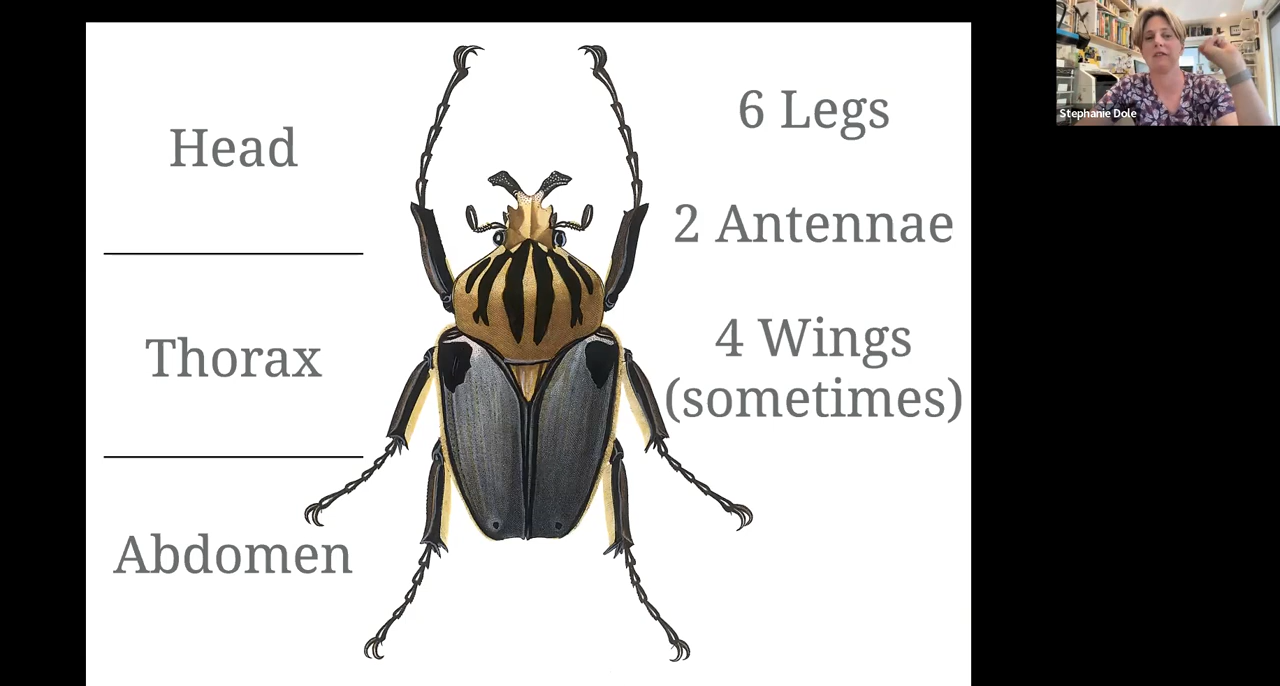 Head
Thorax
Abdomen
6 Legs
2 Antennae
4 Wings
(sometimes)
Stephanie Dole